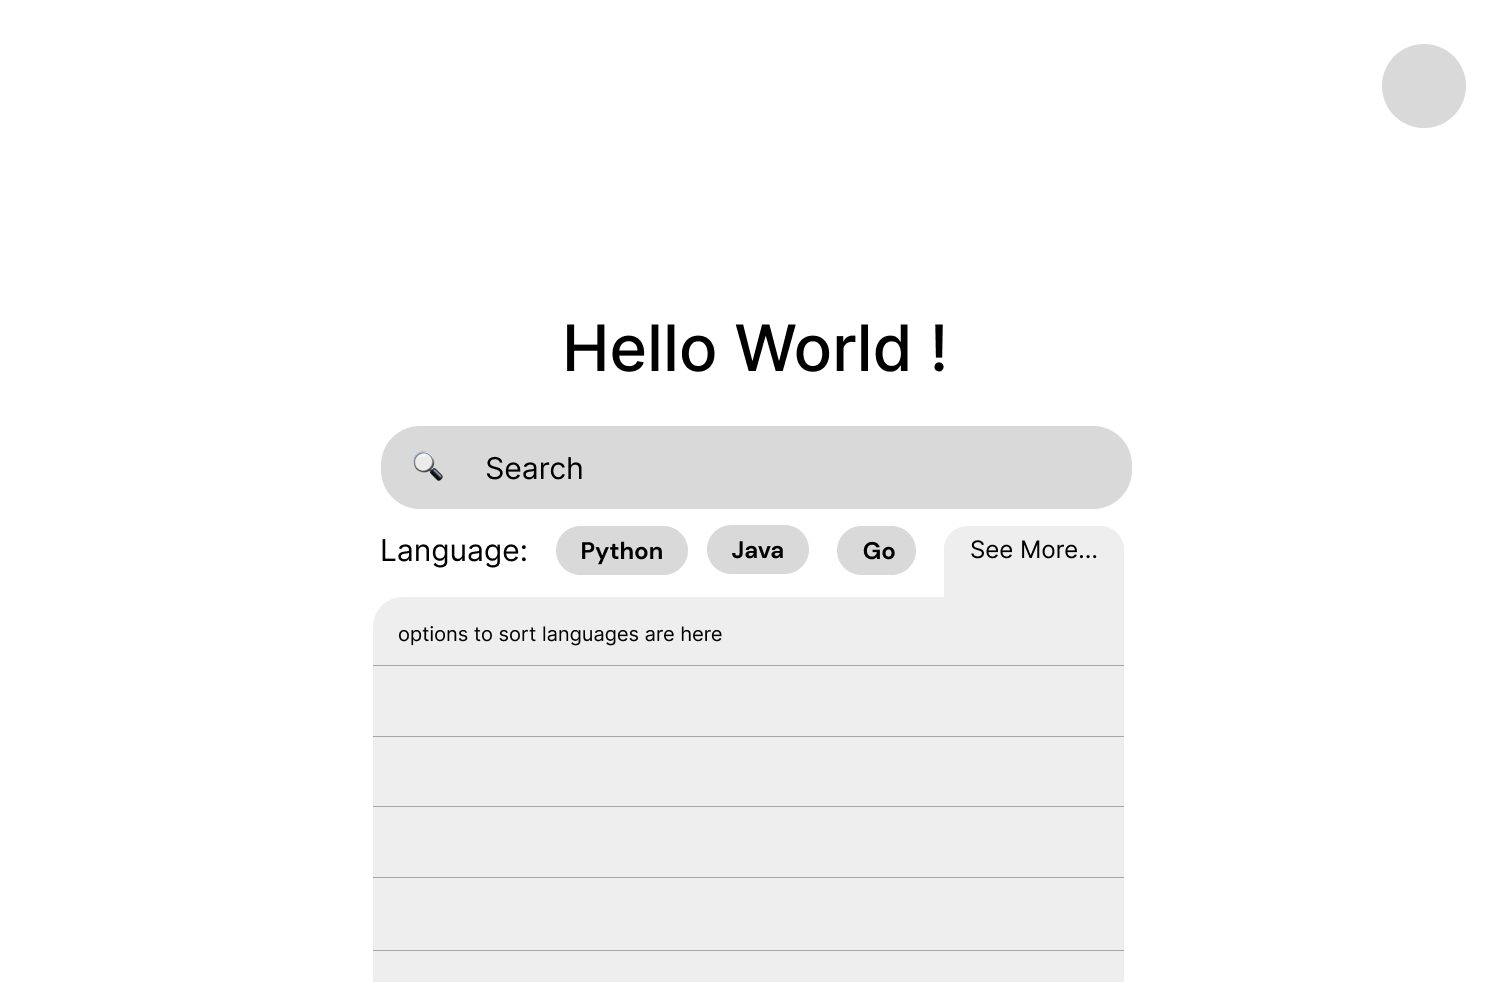 Hello World !
Search
Language: Python Java Go See More...
options to sort languages are here